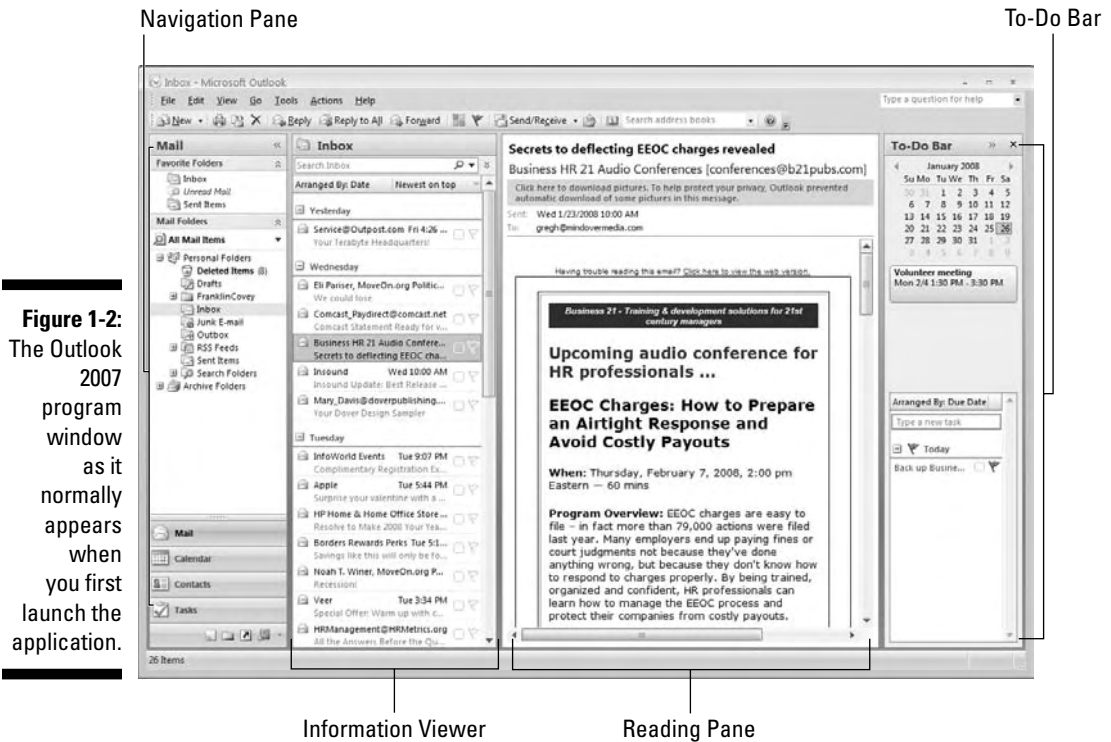 Navigation Pane
To-Do Bar
Inbox - Microsoft Outlook
File Edit View Go Tools Actions Help
Type a question for help
New
Reply Reply to All Forward
Send/Receive
Search address books
Mail
Favorite Folders
Inbox
Unread Mail
Sent Items
Mail Folders
All Mail Items
Personal Folders
Deleted Items (8)
Drafts
FranklinCovey
Inbox
Junk E-mail
Outbox
RSS Feeds
Sent Items
Search Folders
Archive Folders
Mail
Calendar
Contacts
Tasks
26 Items
Inbox
Search Inbox
Arranged By: Date Newest on top
Yesterday
Service@Outpost.com Fri 4:26 ...
Your Terabyte Headquarters!
Wednesday
Eli Pariser, MoveOn.org Politic...
We could lose
Comcast_Paydirect@comcast.net
Comcast Statement Ready for v...
Business HR 21 Audio Confere...
Secrets to deflecting EEOC cha...
Insound Wed 10:00 AM
Insound Update: Best Release ...
Mary_Davis@doverpublishing....
Your Dover Design Sampler
Tuesday
InfoWorld Events Tue 9:07 PM
Complimentary Registration Ex...
Apple Tue 5:44 PM
Surprise your valentine with a ...
HP Home & Home Office Store ...
Resolve to Make 2008 Your Yea...
Borders Rewards Perks Tue 5:1...
Savings like this will only be fo...
Noah T. Winer, MoveOn.org P...
Recession!
Veer Tue 3:34 PM
Special Offer: Warm up with c...
HRManagement@HRMetrics.org
All the Answers Before the Qu...
Secrets to deflecting EEOC charges revealed
Business HR 21 Audio Conferences [conferences@b21pubs.com]
Click here to download pictures. To help protect your privacy, Outlook prevented
automatic download of some pictures in this message.
Sent: Wed 1/23/2008 10:00 AM
To: gregh@mindovermedia.com
Having trouble reading this email? Click here to view the web version.
Business 21 - Training & development solutions for 21st
century managers
Upcoming audio conference for
HR professionals ...
EEOC Charges: How to Prepare
an Airtight Response and
Avoid Costly Payouts
When: Thursday, February 7, 2008, 2:00 pm
Eastern — 60 mins
Program Overview: EEOC charges are easy to
file – in fact more than 79,000 actions were filed
last year. Many employers end up paying fines or
court judgments not because they've done
anything wrong, but because they don't know how
to respond to charges properly. By being trained,
organized and confident, HR professionals can
learn how to manage the EEOC process and
protect their companies from costly payouts.
To-Do Bar
January 2008
Su Mo Tu We Th Fr Sa
30 31 1 2 3 4 5
6 7 8 9 10 11 12
13 14 15 16 17 18 19
20 21 22 23 24 25 26
27 28 29 30 31 1 2
3 4 5 6 7 8 9
Volunteer meeting
Mon 2/4 1:30 PM - 3:30 PM
Arranged By: Due Date
Type a new task
Today
Back up Busine...
Figure 1-2:
The Outlook
2007
program
window
as it
normally
appears
when
you first
launch the
application.
Information Viewer
Reading Pane